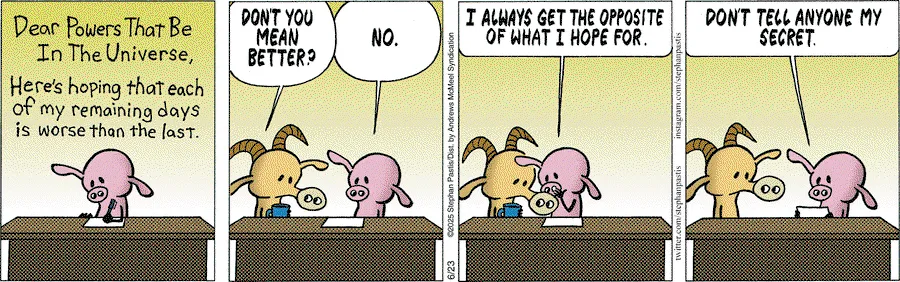 Dear Powers That Be
In The Universe,
Here's hoping that each
of my remaining days
is worse than the last.
DON'T YOU
MEAN
BETTER?
NO.
©2025 Stephan Pastis/Dist. by Andrews McMeel Syndication
6/23
I ALWAYS GET THE OPPOSITE
OF WHAT I HOPE FOR.
twitter.com/stephanpastis
instagram.com/stephanpastis
DON'T TELL ANYONE MY
SECRET.